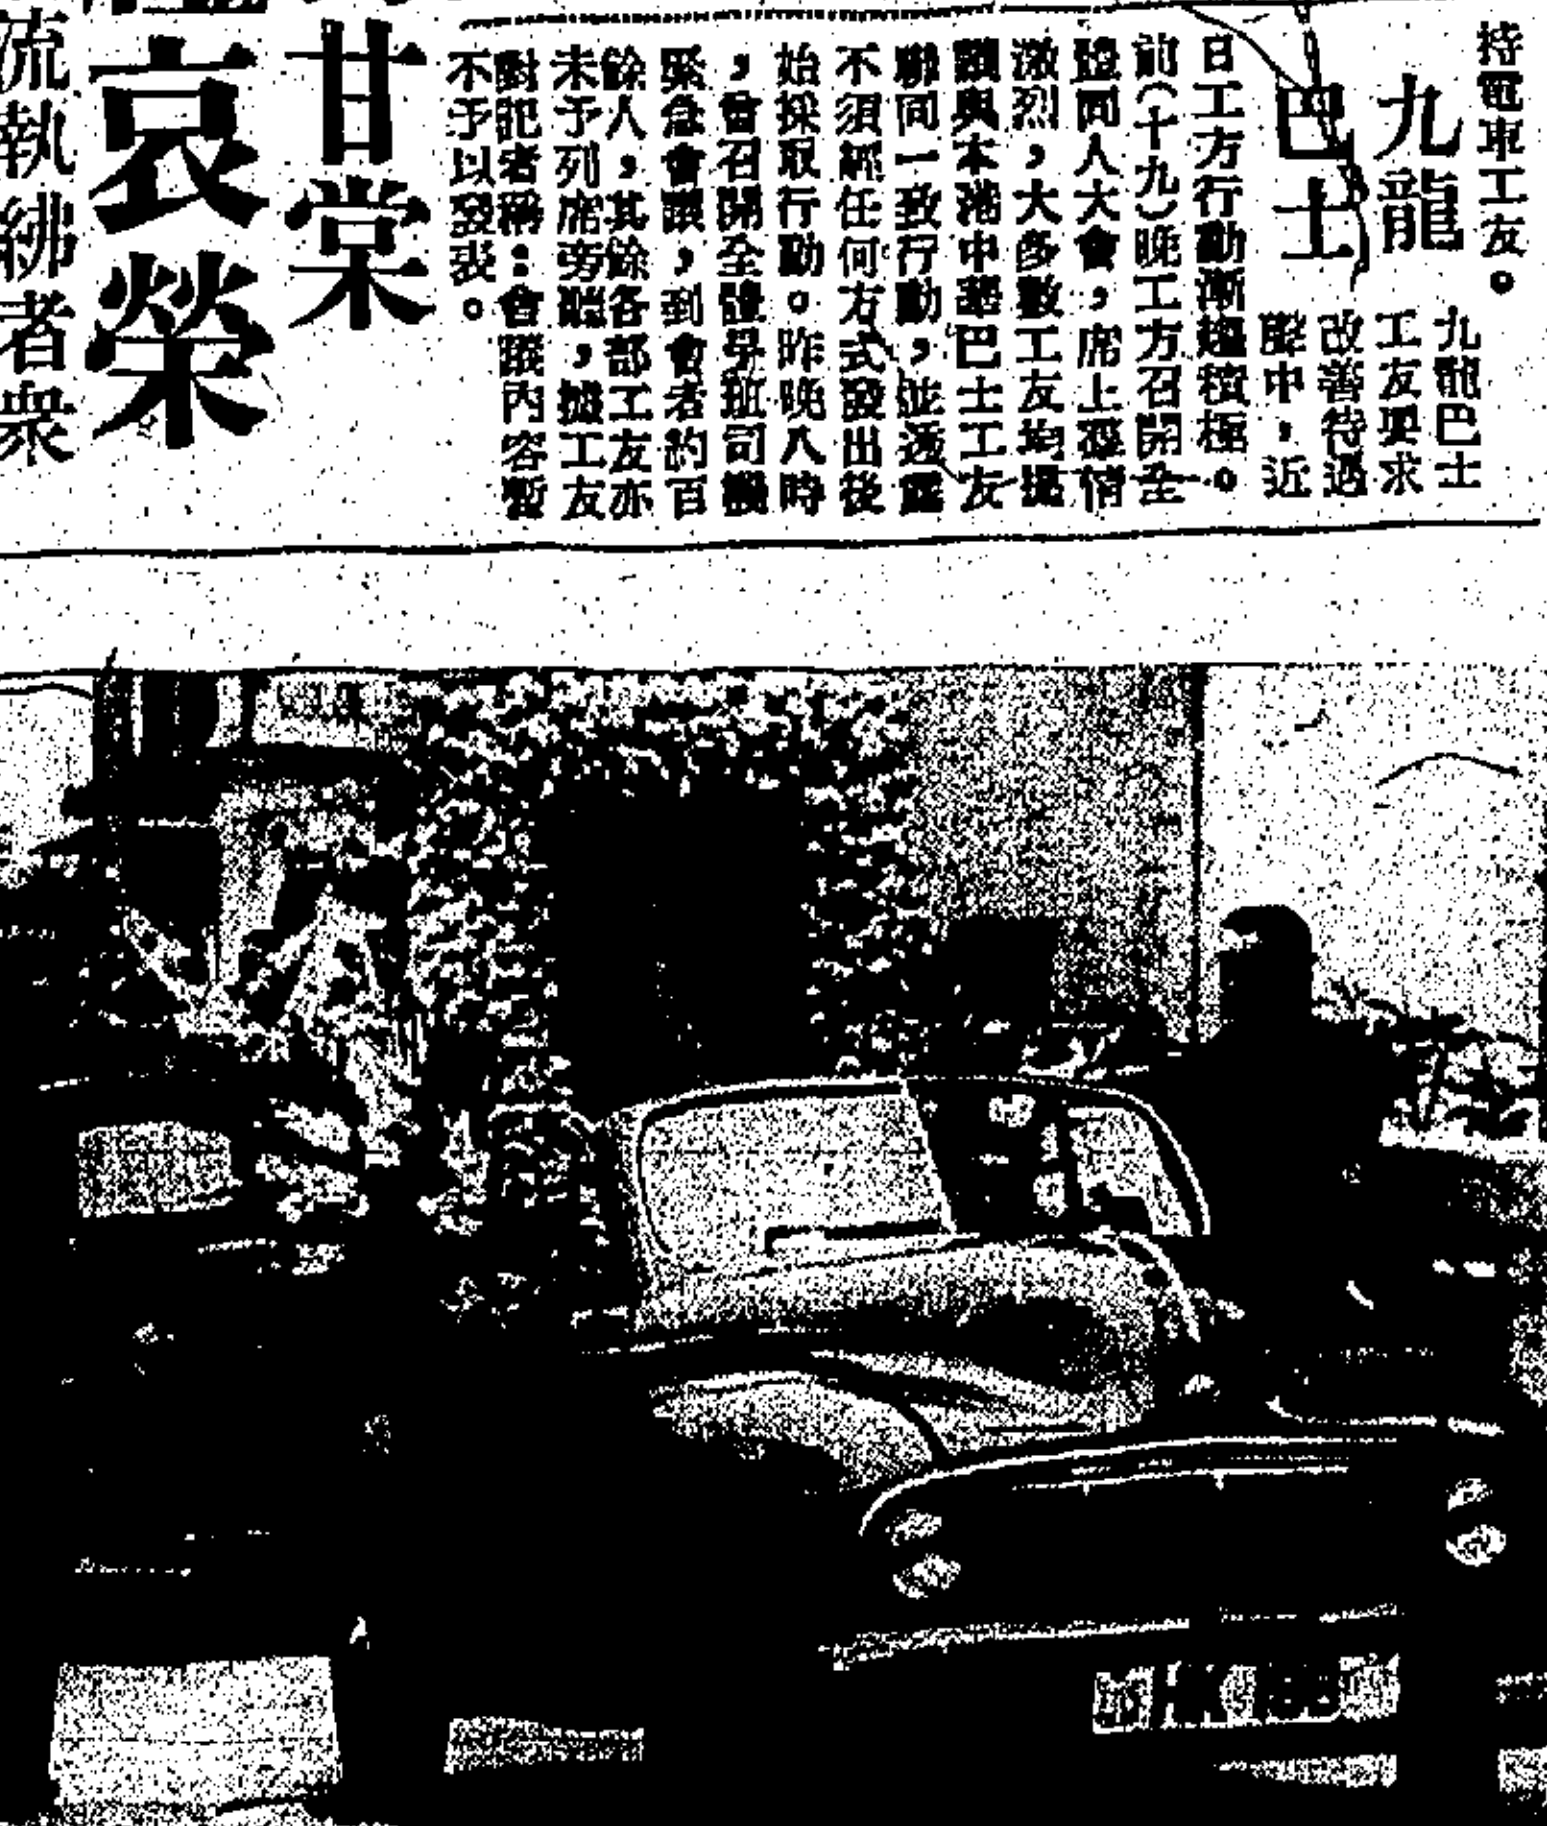 持電車工友。
九龍
巴士
九龍巴士
工友要求
改善待遇
中,近
日工方行動漸趨積極。
前(十九)晚工方召開全
體同人大會,席上羣情
激烈,大多數工友均提
議與本港中華巴士工友
聯同一致行動,並透露
不須經任何方式發出後
始採取行動。昨晚八時
,會召開全體學班司機
緊急會議,到會者約百
餘人,其餘各部工友亦
未予列席旁聽,據工友
對記者稱:會議內容暫
不予以發表。
甘棠
哀榮
流執紼者衆
HK